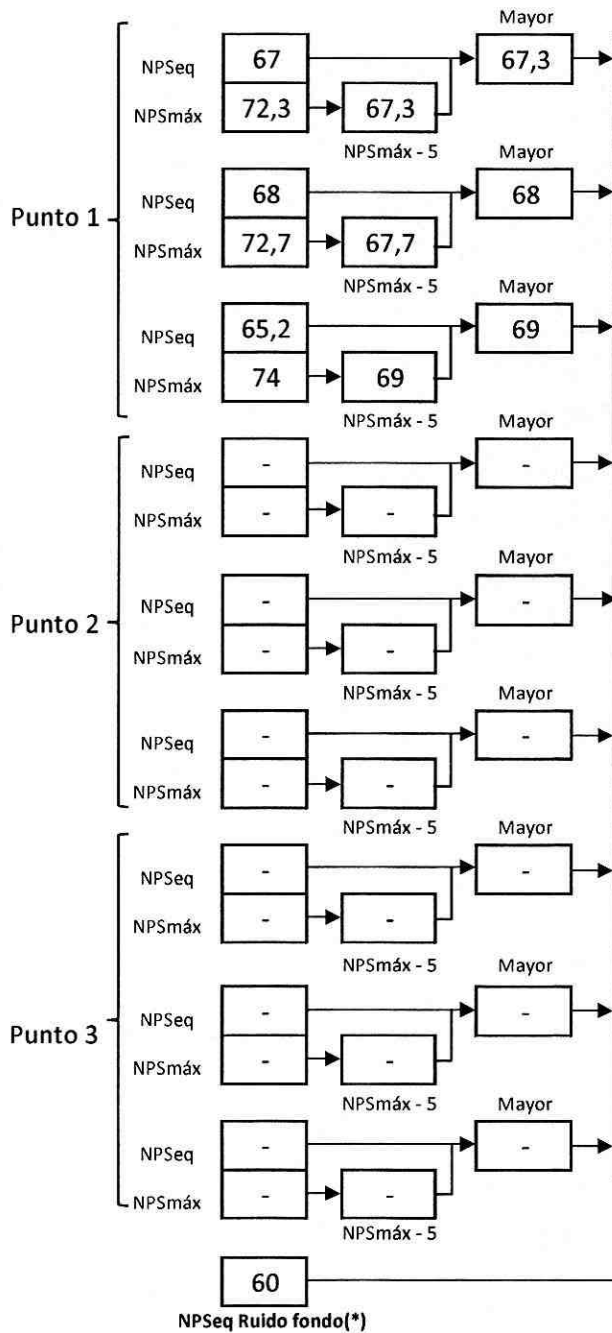 Mayor
NPSeq 67 67,3
NPSmáx 72,3 67,3
NPSmáx - 5
Mayor
NPSeq 68 68
Punto 1
NPSmáx 72,7 67,7
NPSmáx - 5
Mayor
NPSeq 65,2 69
NPSmáx 74 69
NPSmáx - 5
Mayor
NPSeq - -
NPSmáx - -
NPSmáx - 5
Mayor
NPSeq - -
Punto 2
NPSmáx - -
NPSmáx - 5
Mayor
NPSeq - -
NPSmáx - -
NPSmáx - 5
Mayor
NPSeq - -
NPSmáx - -
NPSmáx - 5
Mayor
NPSeq - -
Punto 3
NPSmáx - -
NPSmáx - 5
Mayor
NPSeq - -
NPSmáx - -
NPSmáx - 5
60
NPSeq Ruido fondo(*)